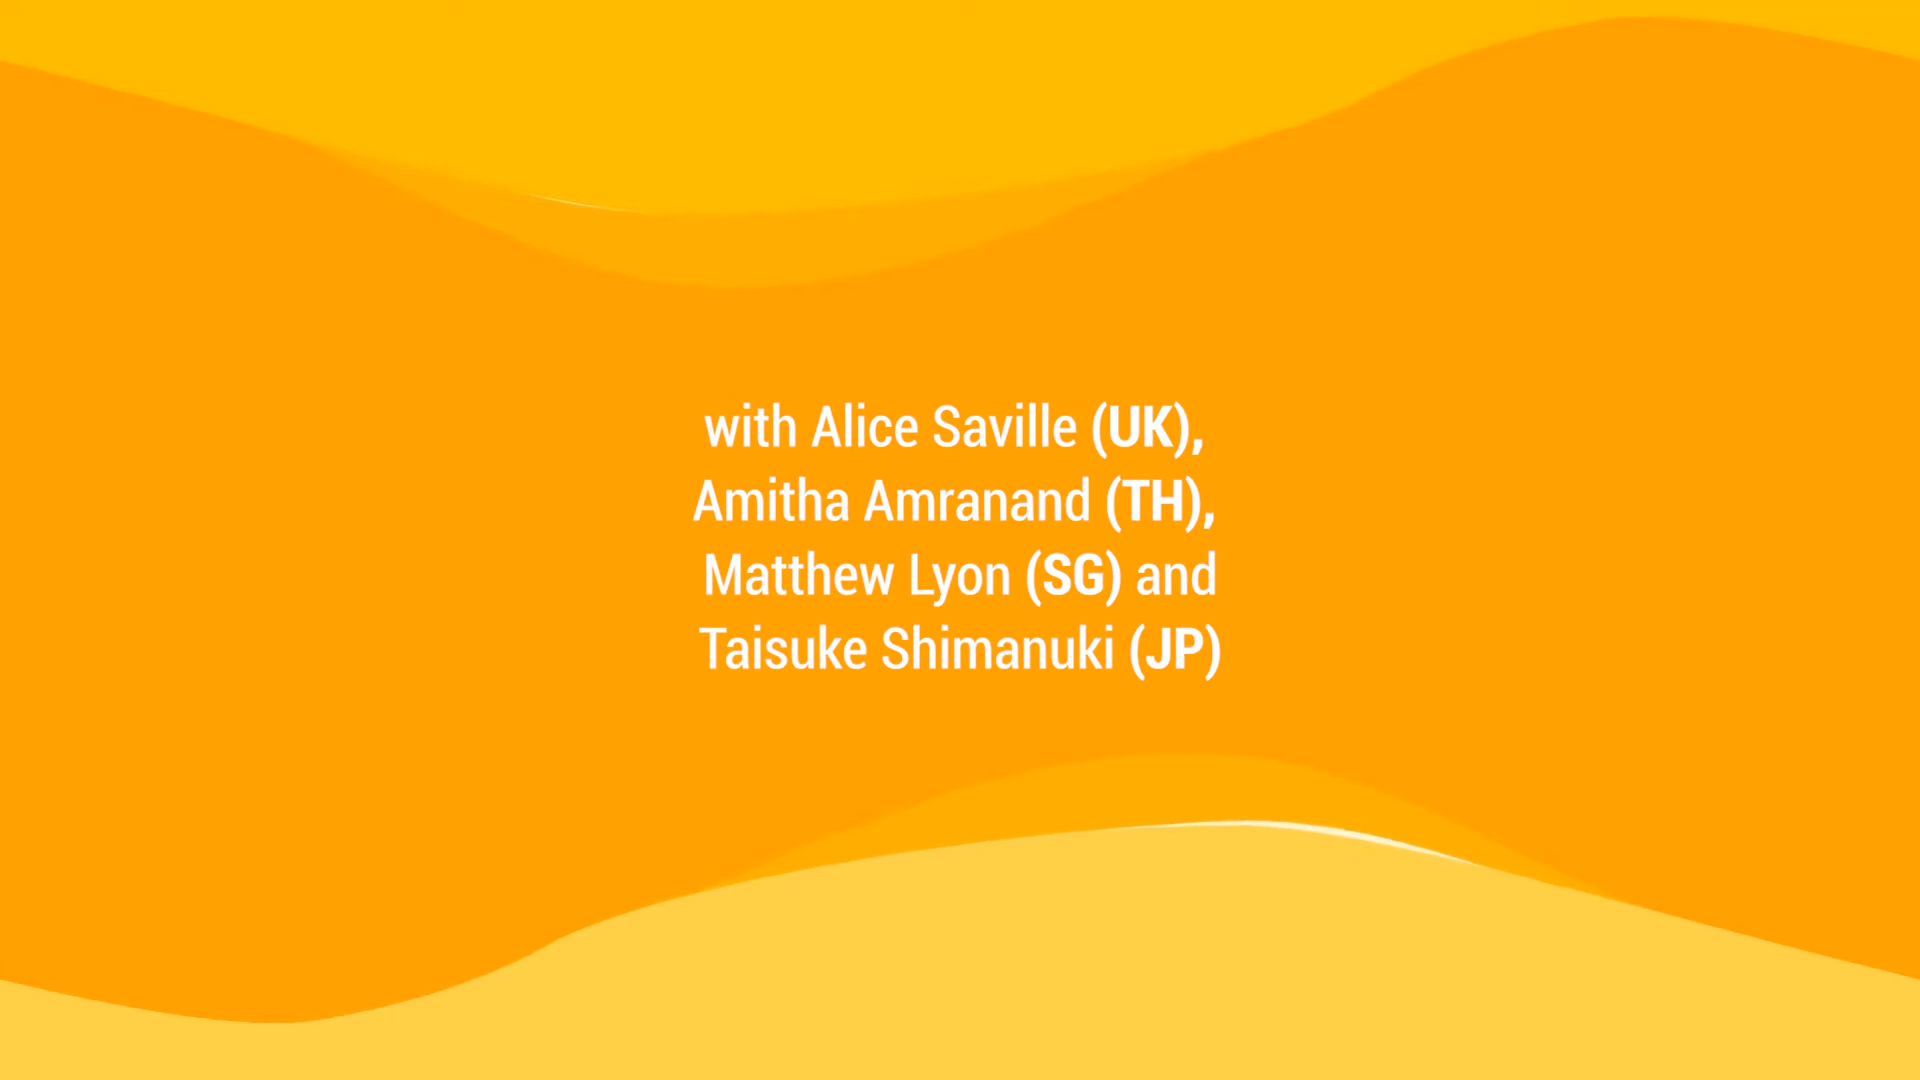 with Alice Saville (UK),
Amitha Amranand (TH),
Matthew Lyon (SG) and
Taisuke Shimanuki (JP)